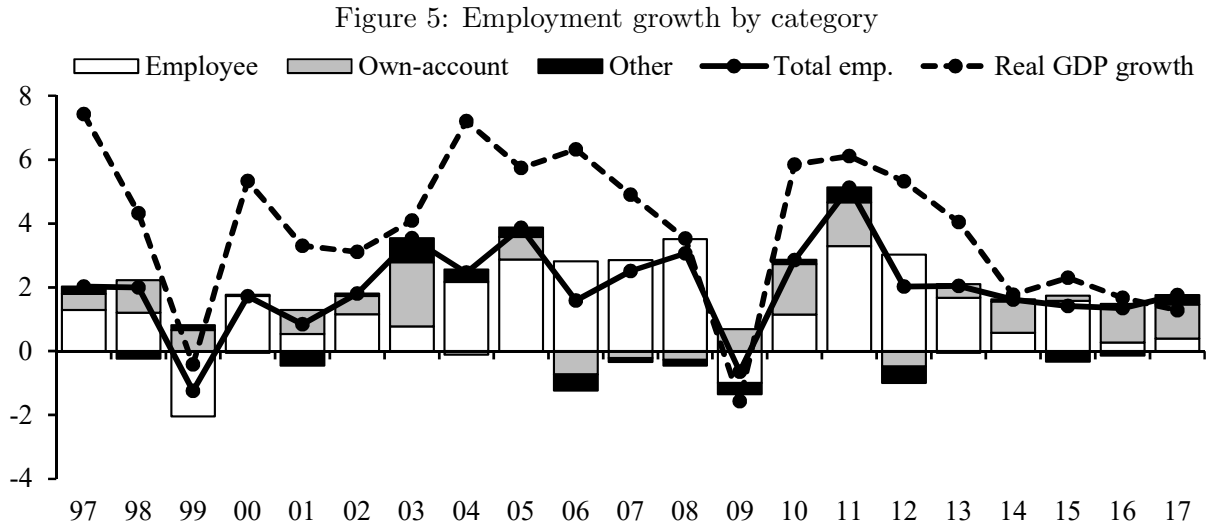 Figure 5: Employment growth by category
Employee Own-account Other Total emp. Real GDP growth
8
6
4
2
0
-2
-4
97 98 99 00 01 02 03 04 05 06 07 08 09 10 11 12 13 14 15 16 17